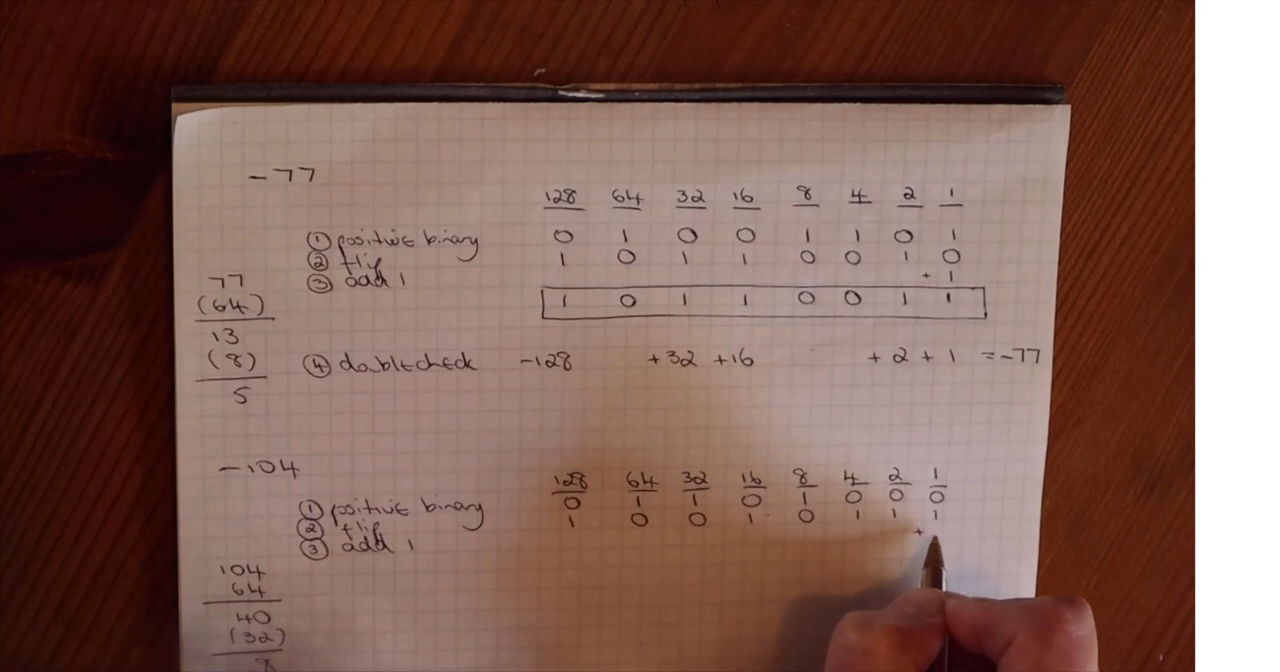 -77
128 64 32 16 8 4 2 1
① positive binary 0 1 0 0 1 1 0 1
② flip 1 0 1 1 0 0 1 0
③ add 1 + 1
1 0 1 1 0 0 1 1
77
(64)
13
(8)
5
④ doublecheck -128 +32 +16 + 2 + 1 = -77
-104
128 64 32 16 8 4 2 1
① positive binary 0 1 1 0 1 0 0 0
② flip 1 0 0 1 0 1 1 1
③ add 1 +
104
64
40
(32)
8